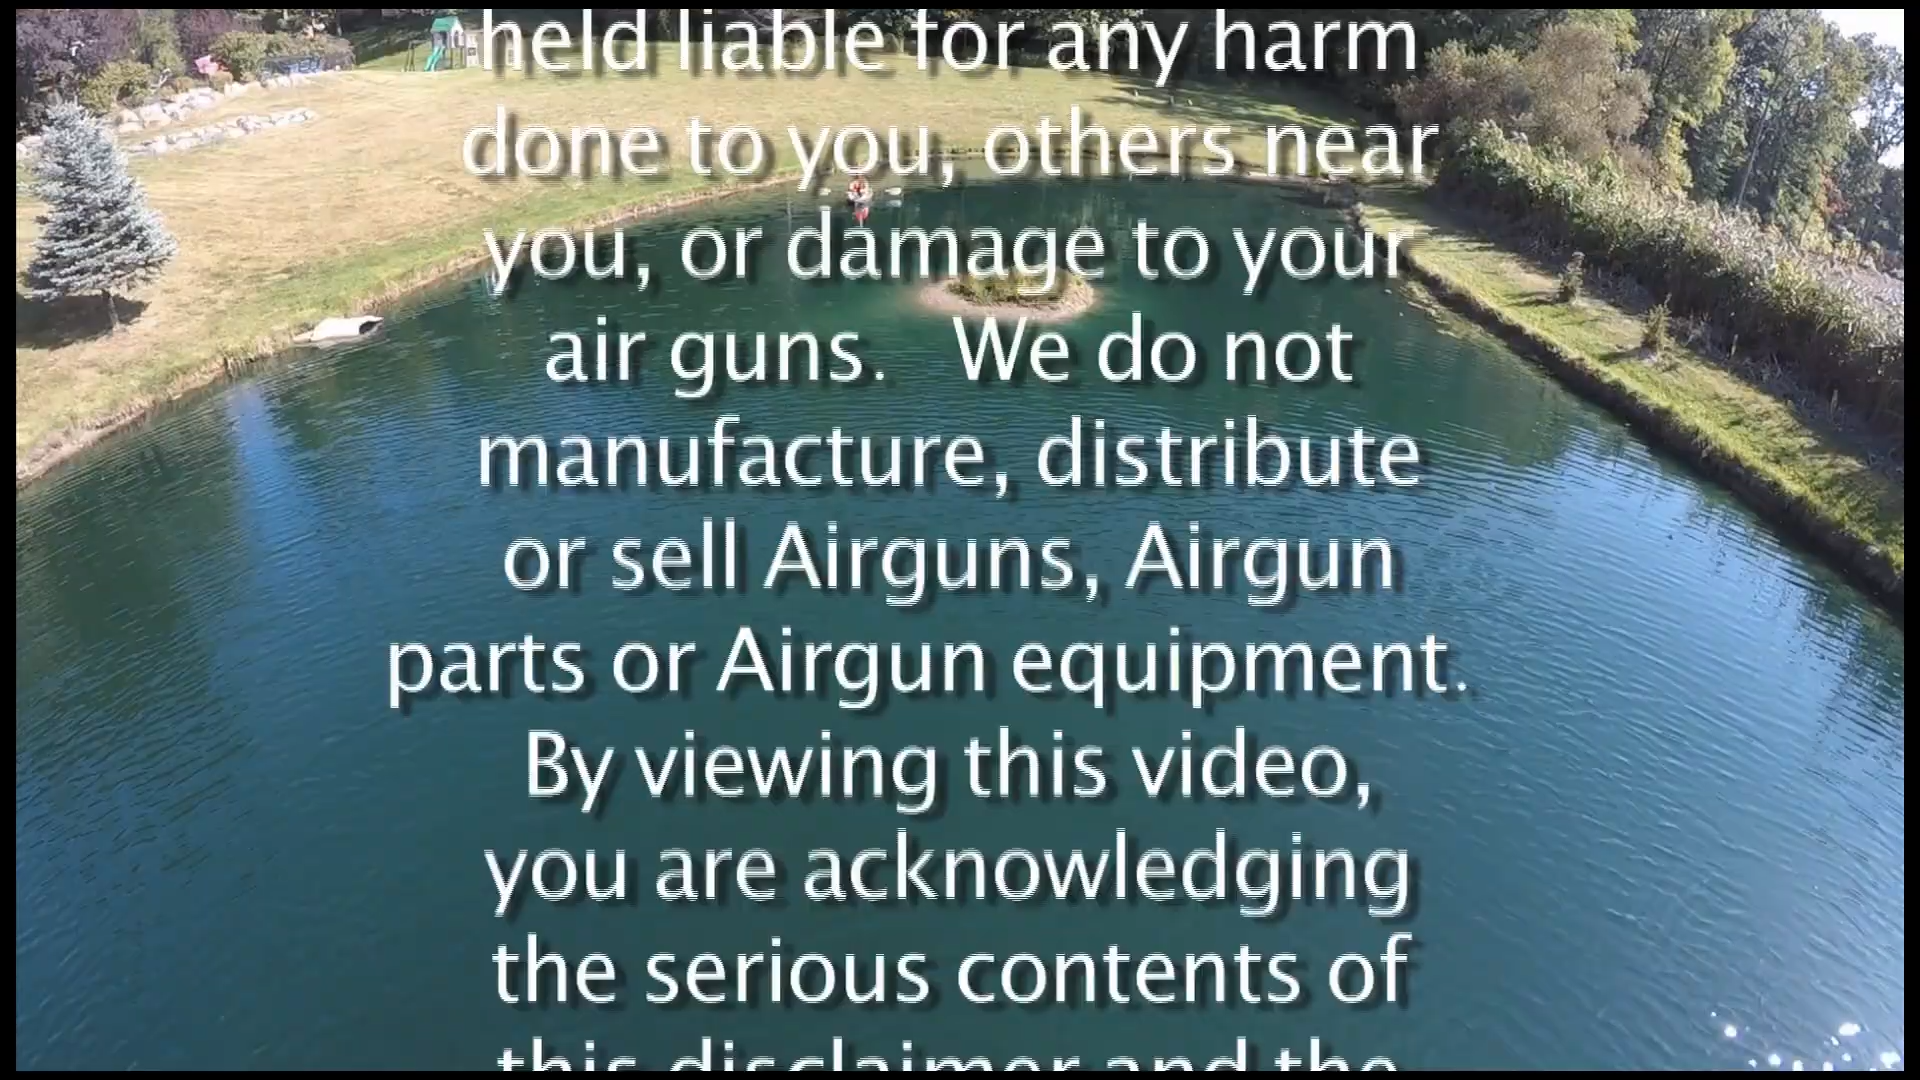 held liable for any harm
done to you, others near
you, or damage to your
air guns. We do not
manufacture, distribute
or sell Airguns, Airgun
parts or Airgun equipment.
By viewing this video,
you are acknowledging
the serious contents of
this disclaimer and the